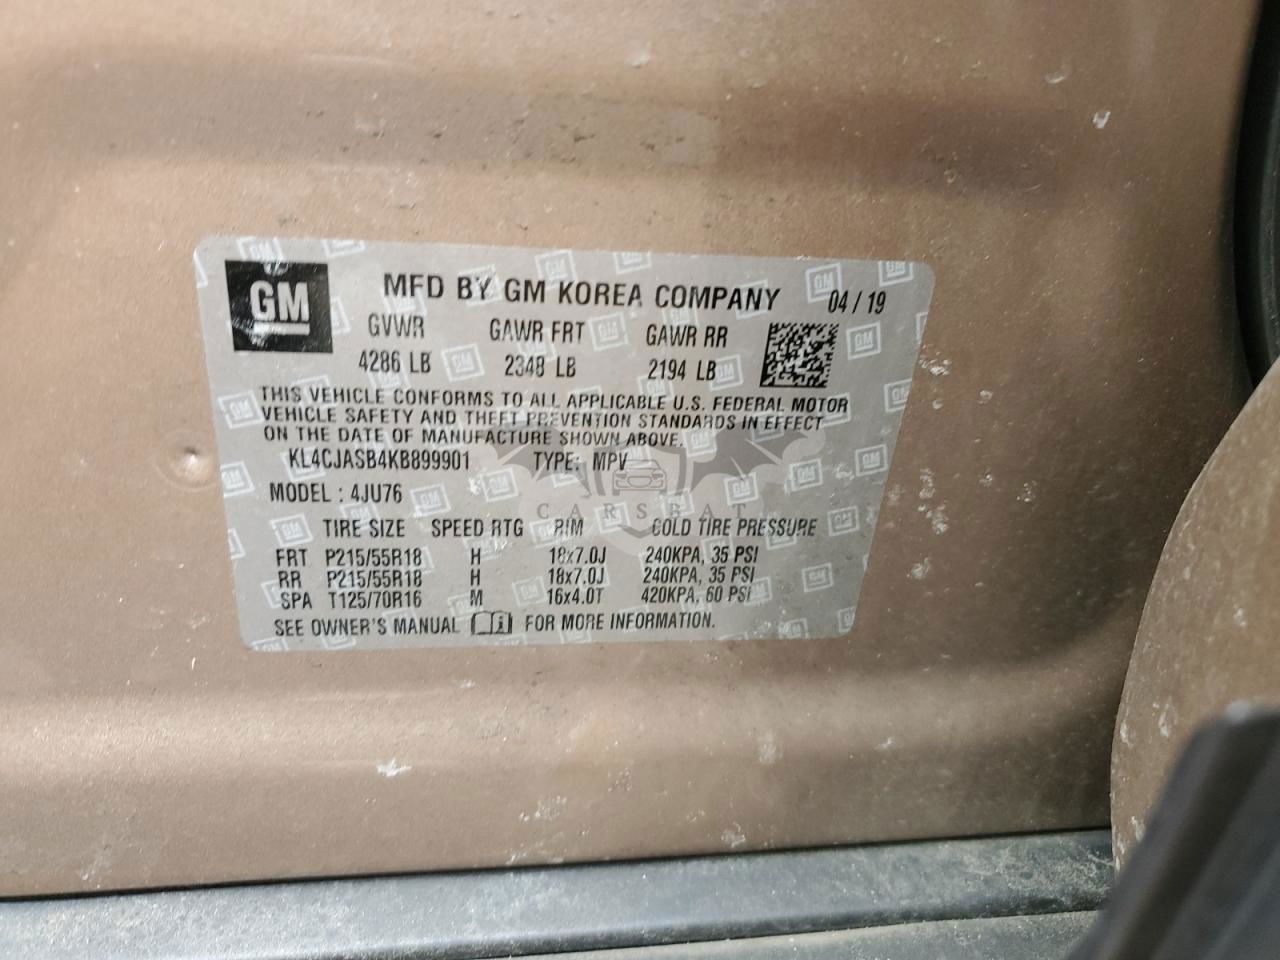 GM
MFD BY GM KOREA COMPANY 04 / 19
GVWR GAWR FRT GAWR RR
4286 LB 2348 LB 2194 LB
THIS VEHICLE CONFORMS TO ALL APPLICABLE U.S. FEDERAL MOTOR
VEHICLE SAFETY AND THEFT PREVENTION STANDARDS IN EFFECT
ON THE DATE OF MANUFACTURE SHOWN ABOVE.
KL4CJASB4KB899901 TYPE: MPV
MODEL : 4JU76
CARSBAT
TIRE SIZE SPEED RTG RIM COLD TIRE PRESSURE
FRT P215/55R18 H 18x7.0J 240KPA, 35 PSI
RR P215/55R18 H 18x7.0J 240KPA, 35 PSI
SPA T125/70R16 M 16x4.0T 420KPA, 60 PSI
SEE OWNER'S MANUAL FOR MORE INFORMATION.